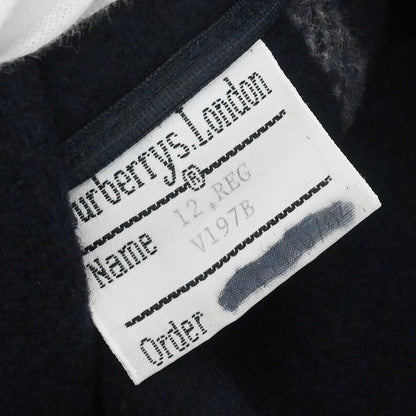 urberrys.London
®
12.REG
Name V197B
Order